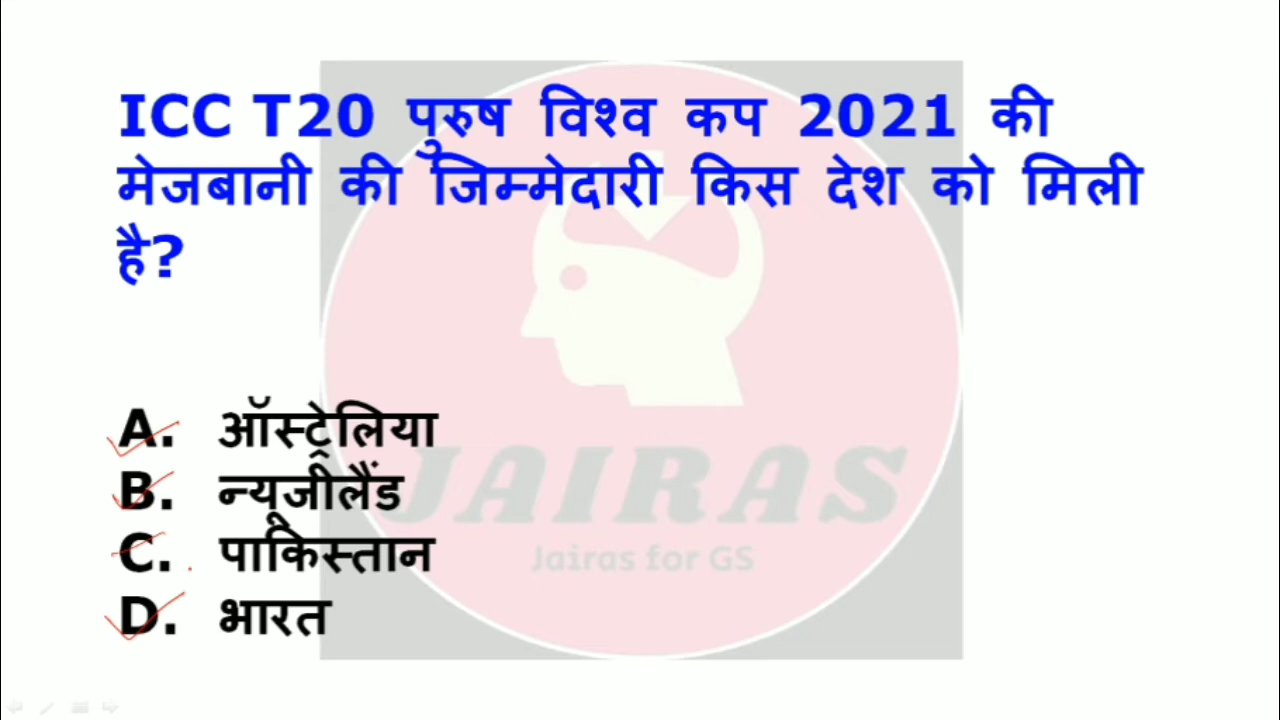 ICC T20 पुरुष विश्व कप 2021 की
मेजबानी की जिम्मेदारी किस देश को मिली
है?
A. ऑस्ट्रेलिया
B. न्यूजीलैंड
C. पाकिस्तान
D. भारत
JAIRAS
Jairas for GS